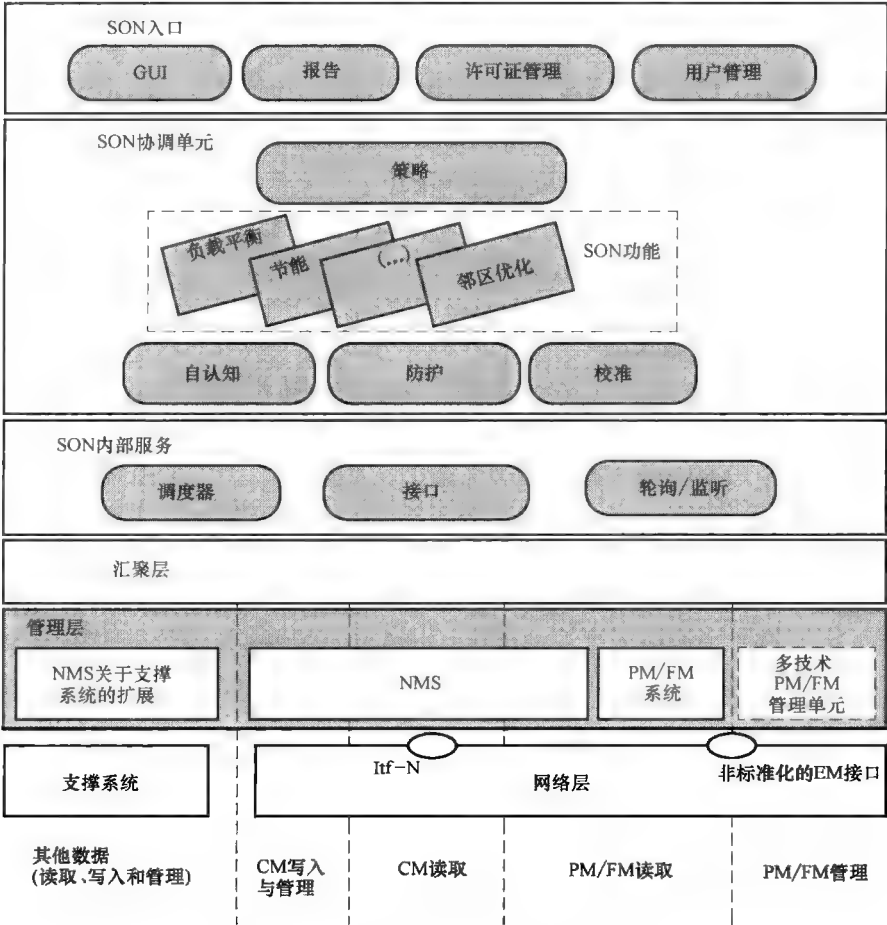 SON入口
GUI
报告
许可证管理
用户管理
SON协调单元
策略
负载平衡
节能
(...)
邻区优化
SON功能
自认知
防护
校准
SON内部服务
调度器
接口
轮询/监听
汇聚层
管理层
NMS关于支撑
系统的扩展
NMS
PM/FM
系统
多技术
PM/FM
管理单元
支撑系统
Itf-N
网络层
非标准化的EM接口
其他数据
(读取、写入和管理)
CM写入
与管理
CM读取
PM/FM读取
PM/FM管理